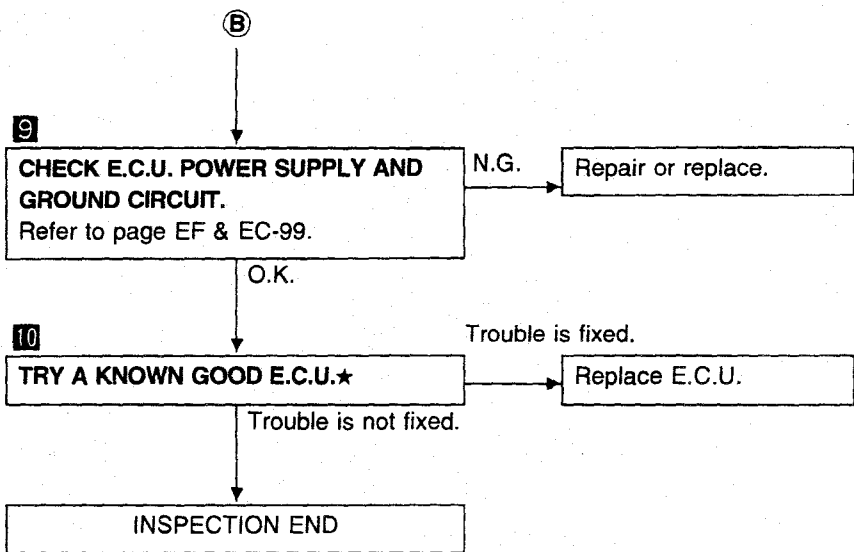 B
9
CHECK E.C.U. POWER SUPPLY AND
GROUND CIRCUIT.
Refer to page EF & EC-99.
N.G.
Repair or replace.
O.K.
10
Trouble is fixed.
TRY A KNOWN GOOD E.C.U.★
Replace E.C.U.
Trouble is not fixed.
INSPECTION END